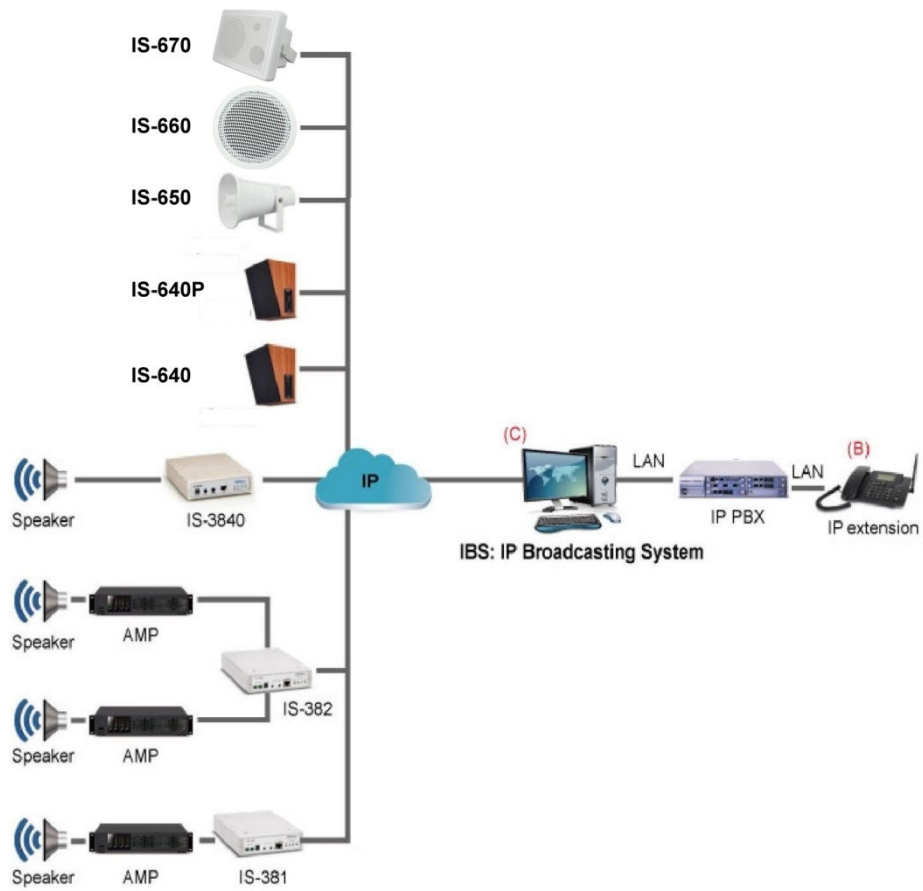 IS-670
IS-660
IS-650
IS-640P
IS-640
(C)
(B)
LAN
LAN
IP
Speaker
IS-3840
IP PBX
IP extension
IBS: IP Broadcasting System
Speaker
AMP
IS-382
Speaker
AMP
Speaker
AMP
IS-381